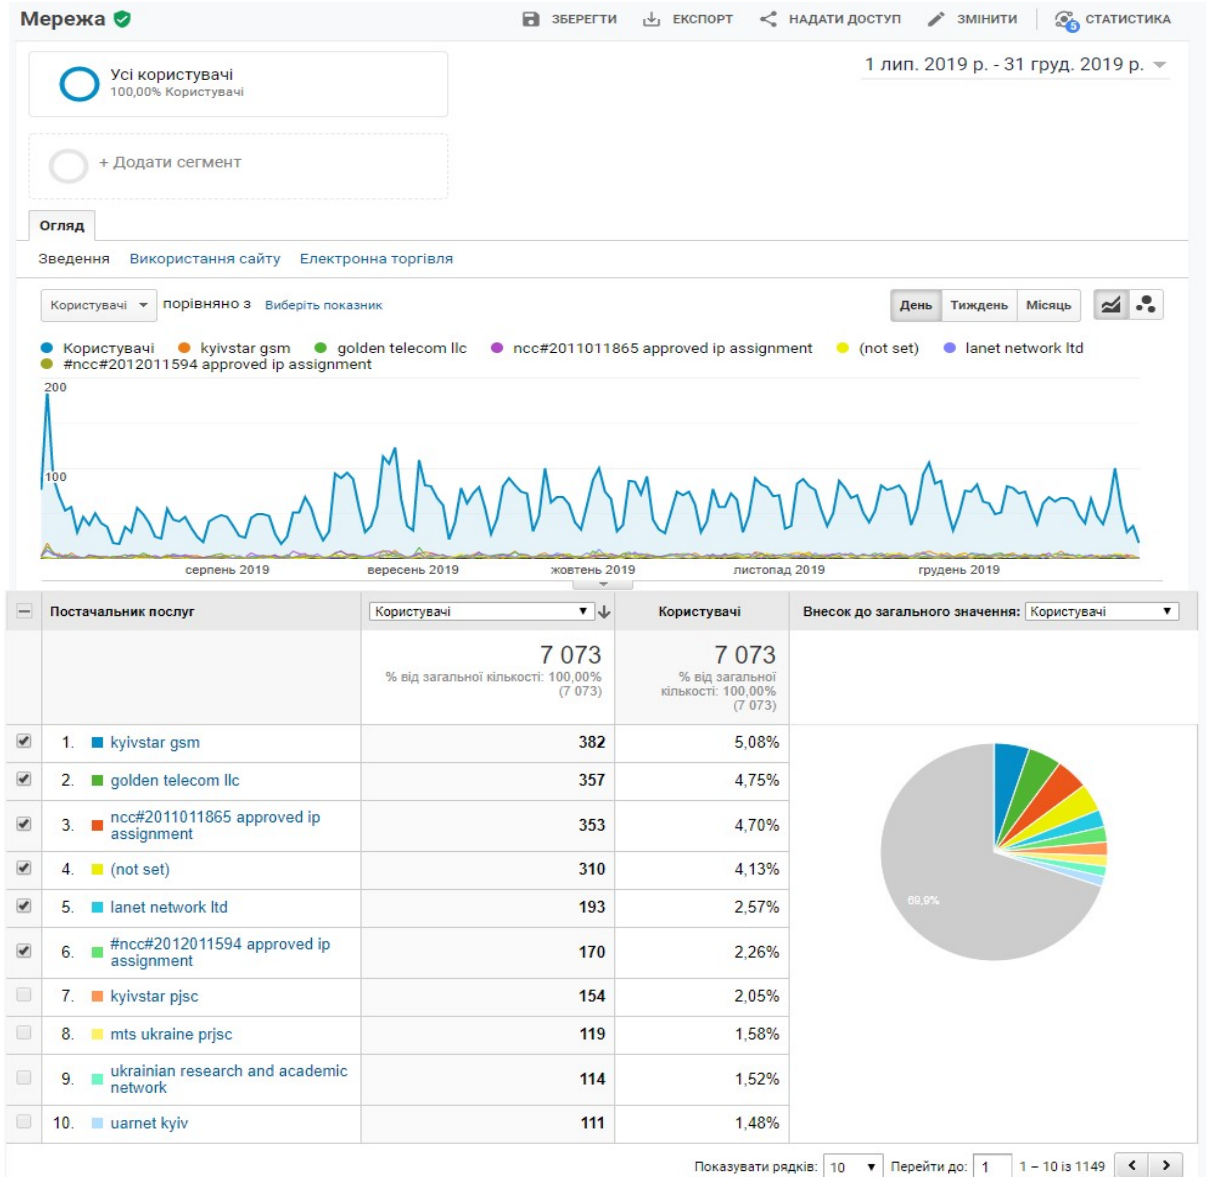 Мережа
ЗБЕРЕГТИ
ЕКСПОРТ
НАДАТИ ДОСТУП
ЗМІНИТИ
5
СТАТИСТИКА
Усі користувачі
100,00% Користувачі
1 лип. 2019 р. - 31 груд. 2019 р.
+ Додати сегмент
Огляд
Зведення Використання сайту Електронна торгівля
Користувачі порівняно з Виберіть показник
День Тиждень Місяць
Користувачі kyivstar gsm golden telecom llc ncc#2011011865 approved ip assignment (not set) lanet network ltd
#ncc#2012011594 approved ip assignment
200
100
серпень 2019 вересень 2019 жовтень 2019 листопад 2019 грудень 2019
Постачальник послуг Користувачі Користувачі Внесок до загального значення: Користувачі
7 073
% від загальної кількості: 100,00%
(7 073)
7 073
% від загальної
кількості: 100,00%
(7 073)
1. kyivstar gsm 382 5,08%
2. golden telecom llc 357 4,75%
3. ncc#2011011865 approved ip
assignment 353 4,70%
4. (not set) 310 4,13%
5. lanet network ltd 193 2,57%
6. #ncc#2012011594 approved ip
assignment 170 2,26%
7. kyivstar pjsc 154 2,05%
8. mts ukraine prjsc 119 1,58%
9. ukrainian research and academic
network 114 1,52%
10. uarnet kyiv 111 1,48%
69,9%
Показувати рядків: 10 Перейти до: 1 1 – 10 із 1149